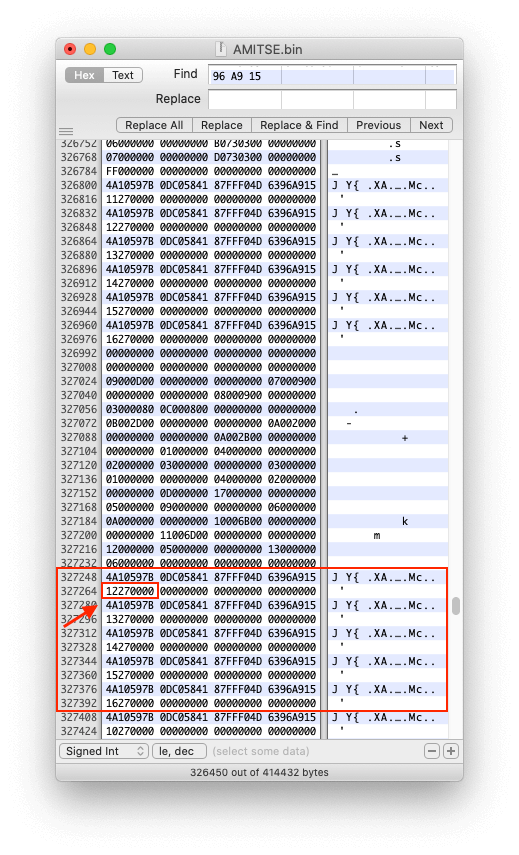 AMITSE.bin
Hex Text Find 96 A9 15
Replace
Replace All Replace Replace & Find Previous Next
326752 06000000 00000000 B0730300 00000000 .s
326768 07000000 00000000 D0730300 00000000 .s
326784 FF000000 00000000 00000000 00000000 _
326800 4A10597B 0DC05841 87FFF04D 6396A915 J Y{ .XA._.Mc..
326816 11270000 00000000 00000000 00000000 '
326832 4A10597B 0DC05841 87FFF04D 6396A915 J Y{ .XA._.Mc..
326848 12270000 00000000 00000000 00000000 '
326864 4A10597B 0DC05841 87FFF04D 6396A915 J Y{ .XA._.Mc..
326880 13270000 00000000 00000000 00000000 '
326896 4A10597B 0DC05841 87FFF04D 6396A915 J Y{ .XA._.Mc..
326912 14270000 00000000 00000000 00000000 '
326928 4A10597B 0DC05841 87FFF04D 6396A915 J Y{ .XA._.Mc..
326944 15270000 00000000 00000000 00000000 '
326960 4A10597B 0DC05841 87FFF04D 6396A915 J Y{ .XA._.Mc..
326976 16270000 00000000 00000000 00000000 '
326992 00000000 00000000 00000000 00000000
327008 00000000 00000000 00000000 00000000
327024 09000D00 00000000 00000000 07000900
327040 00000000 00000000 08000900 00000000
327056 03000080 0C000800 00000000 00000000 .
327072 0B002D00 00000000 00000000 0A002000 -
327088 00000000 00000000 0A002B00 00000000 +
327104 00000000 01000000 04000000 00000000
327120 02000000 03000000 00000000 03000000
327136 01000000 00000000 04000000 02000000
327152 00000000 0D000000 17000000 00000000
327168 05000000 09000000 00000000 06000000
327184 0A000000 00000000 10006B00 00000000 k
327200 00000000 11006D00 00000000 00000000 m
327216 12000000 05000000 00000000 13000000
327232 06000000 00000000 00000000 00000000
327248 4A10597B 0DC05841 87FFF04D 6396A915 J Y{ .XA._.Mc..
327264 12270000 00000000 00000000 00000000 '
327280 4A10597B 0DC05841 87FFF04D 6396A915 J Y{ .XA._.Mc..
327296 13270000 00000000 00000000 00000000 '
327312 4A10597B 0DC05841 87FFF04D 6396A915 J Y{ .XA._.Mc..
327328 14270000 00000000 00000000 00000000 '
327344 4A10597B 0DC05841 87FFF04D 6396A915 J Y{ .XA._.Mc..
327360 15270000 00000000 00000000 00000000 '
327376 4A10597B 0DC05841 87FFF04D 6396A915 J Y{ .XA._.Mc..
327392 16270000 00000000 00000000 00000000 '
327408 4A10597B 0DC05841 87FFF04D 6396A915 J Y{ .XA._.Mc..
327424 10270000 00000000 00000000 00000000 '
Signed Int le, dec (select some data)
326450 out of 414432 bytes